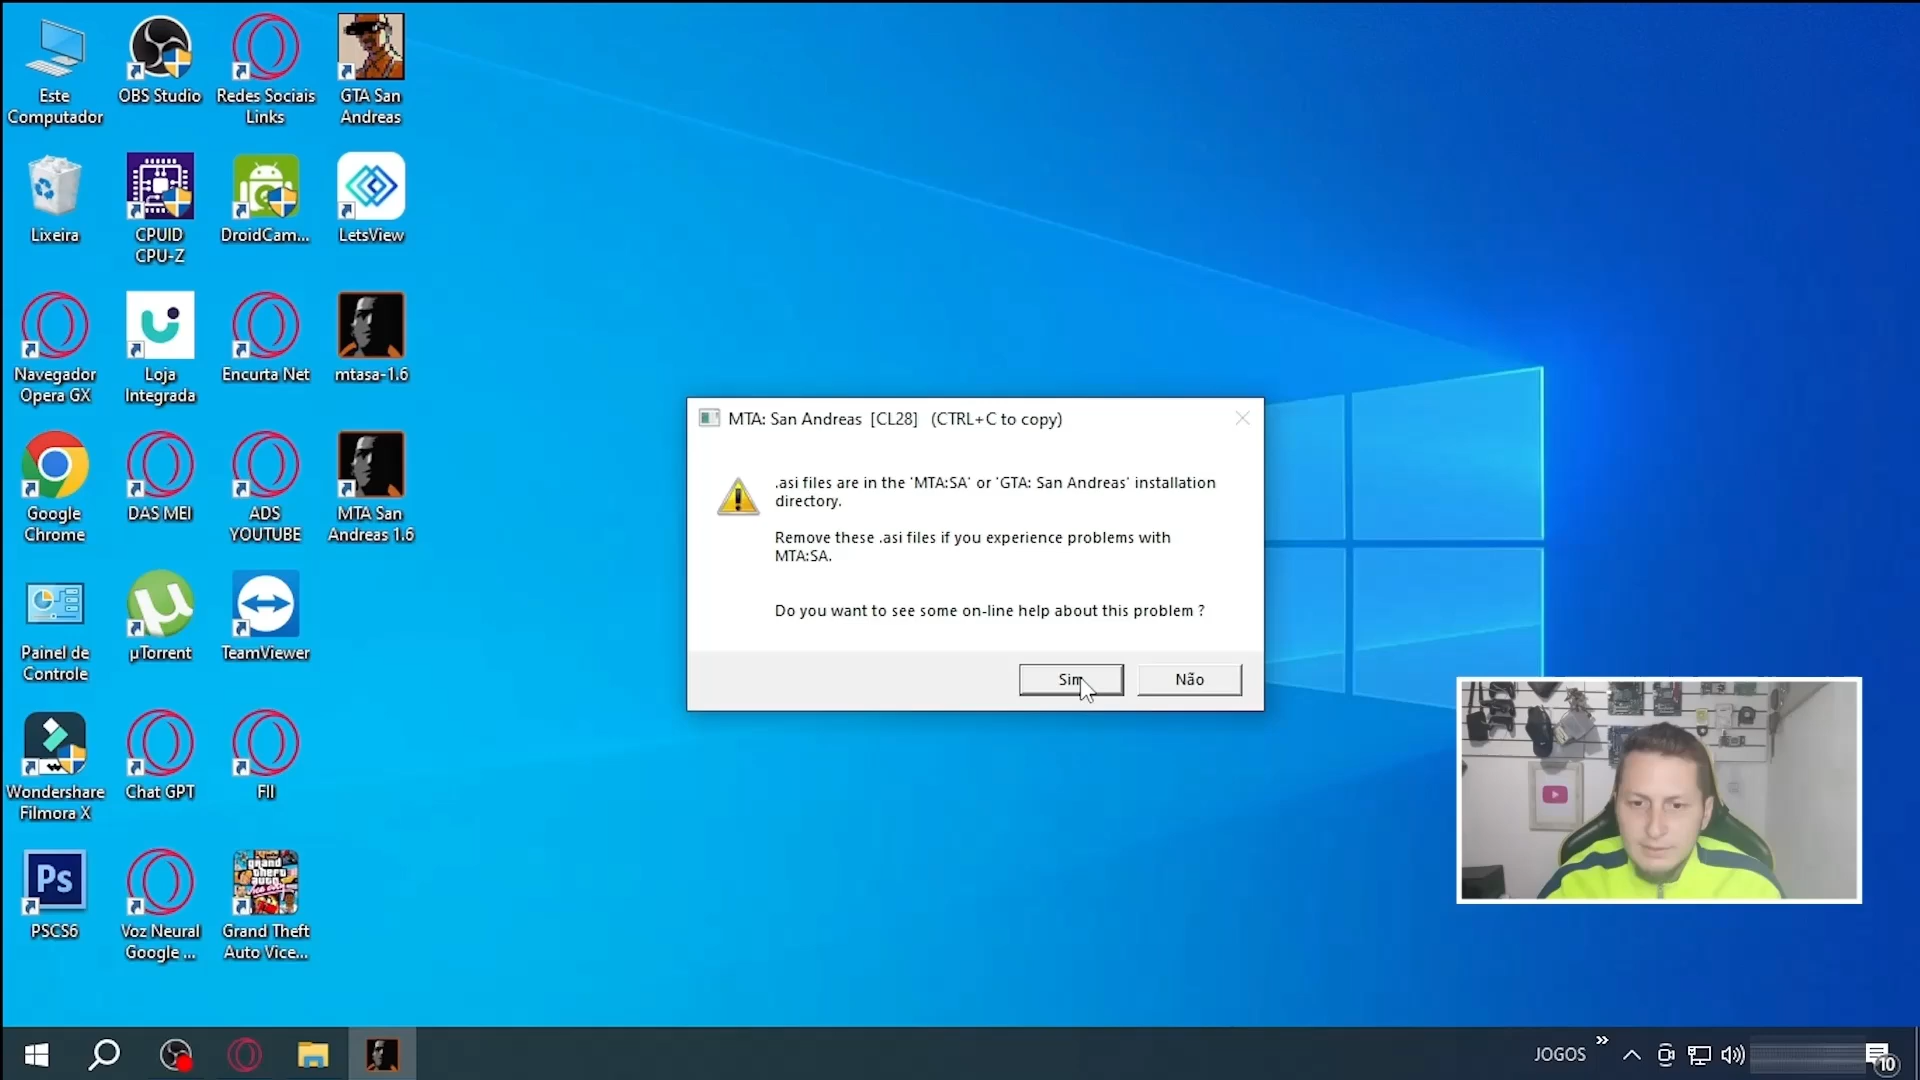 Este
Computador
OBS Studio
Redes Sociais
Links
GTA San
Andreas
Lixeira
CPUID
CPU-Z
DroidCam...
LetsView
Navegador
Opera GX
Loja
Integrada
Encurta Net
mtasa-1.6
Google
Chrome
DAS MEI
ADS
YOUTUBE
MTA San
Andreas 1.6
Painel de
Controle
µTorrent
TeamViewer
Wondershare
Filmora X
Chat GPT
FII
Ps
PSCS6
Voz Neural
Google ...
grand
theft
auto
Grand Theft
Auto Vice...
MTA: San Andreas [CL28] (CTRL+C to copy)
.asi files are in the 'MTA:SA' or 'GTA: San Andreas' installation
directory.
Remove these .asi files if you experience problems with
MTA:SA.
Do you want to see some on-line help about this problem ?
Sim
Não
JOGOS
10